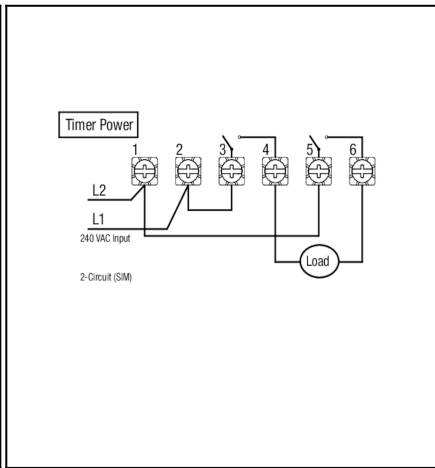 Timer Power
1 2 3 4 5 6
L2
L1
240 VAC Input
Load
2-Circuit (SIM)